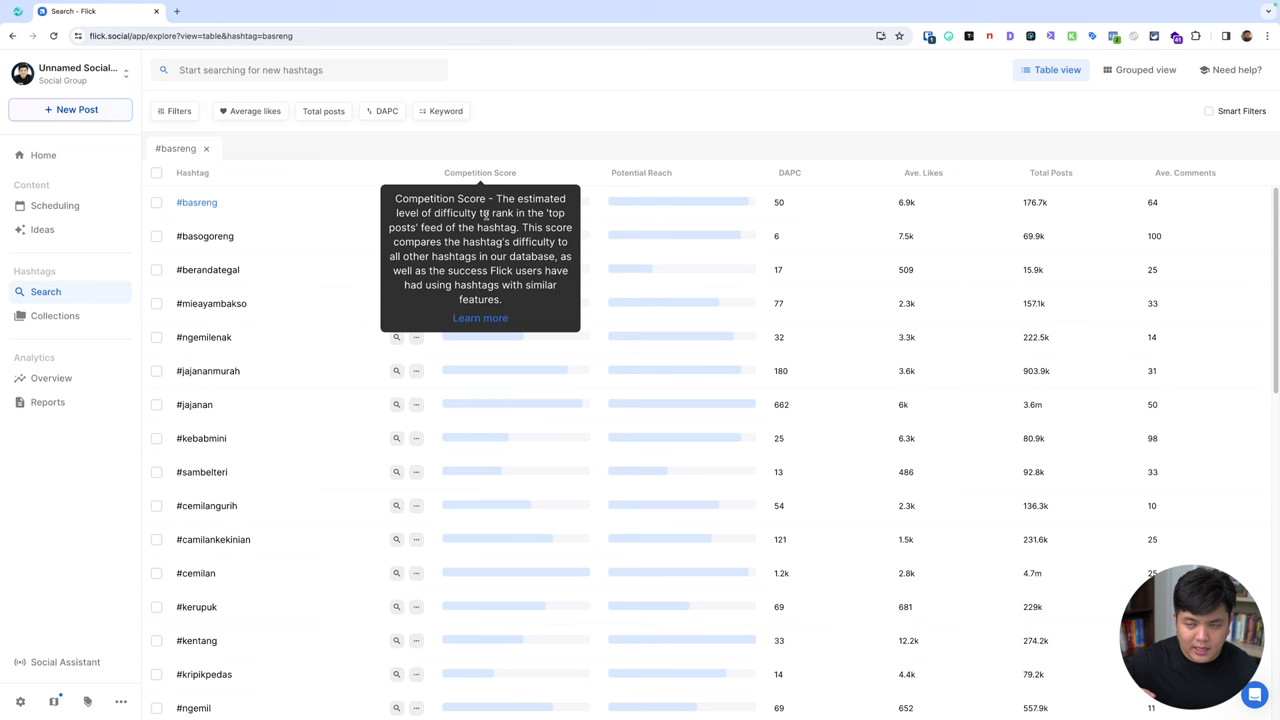 Search - Flick
flick.social/app/explore?view=table&hashtag=basreng
Unnamed Social...
Social Group
+ New Post
Home
Content
Scheduling
Ideas
Hashtags
Search
Collections
Analytics
Overview
Reports
Social Assistant
Start searching for new hashtags
Table view
Grouped view
Need help?
Filters
Average likes
Total posts
DAPC
Keyword
Smart Filters
#basreng
Hashtag Competition Score Potential Reach DAPC Ave. Likes Total Posts Ave. Comments
Competition Score - The estimated
level of difficulty to rank in the 'top
posts' feed of the hashtag. This score
compares the hashtag's difficulty to
all other hashtags in our database, as
well as the success Flick users have
had using hashtags with similar
features.
Learn more
#basreng 50 6.9k 176.7k 64
#basogoreng 6 7.5k 69.9k 100
#berandategal 17 509 15.9k 25
#mieayambakso 77 2.3k 157.1k 33
#ngemilenak 32 3.3k 222.5k 14
#jajananmurah 180 3.6k 903.9k 31
#jajanan 662 6k 3.6m 50
#kebabmini 25 6.3k 80.9k 98
#sambelteri 13 486 92.8k 33
#cemilangurih 54 2.3k 136.3k 10
#camilankekinian 121 1.5k 231.6k 25
#cemilan 1.2k 2.8k 4.7m 25
#kerupuk 69 681 229k
#kentang 33 12.2k 274.2k
#kripikpedas 14 4.4k 79.2k
#ngemil 69 652 557.9k 11